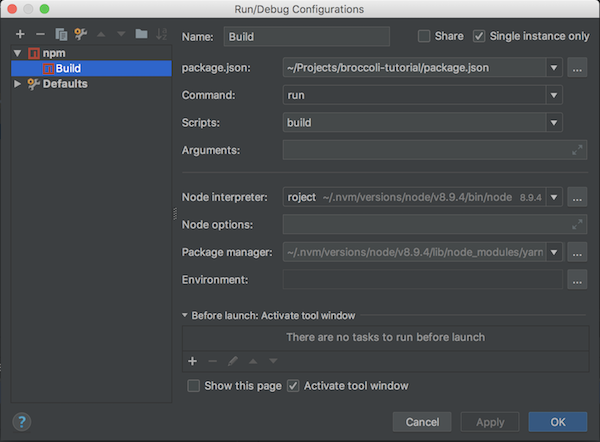 Run/Debug Configurations
Name: Build Share Single instance only
npm
Build
Defaults
package.json: ~/Projects/broccoli-tutorial/package.json ...
Command: run
Scripts: build
Arguments:
Node interpreter: roject ~/.nvm/versions/node/v8.9.4/bin/node 8.9.4 ...
Node options:
Package manager: ~/.nvm/versions/node/v8.9.4/lib/node_modules/yarn ...
Environment: ...
Before launch: Activate tool window
There are no tasks to run before launch
Show this page Activate tool window
? Cancel Apply OK